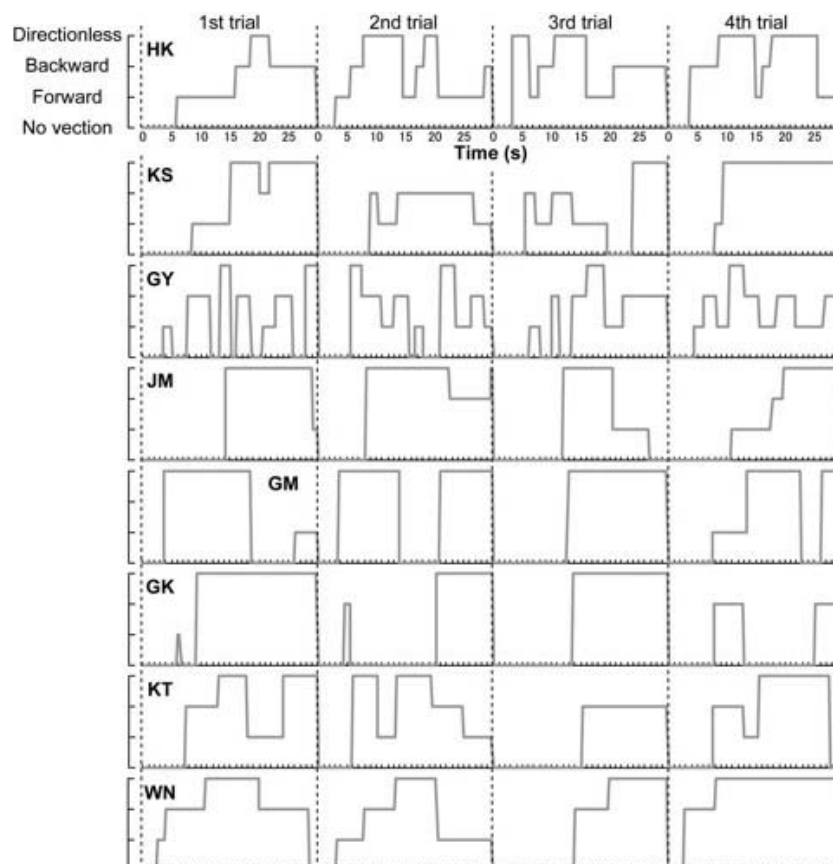 1st trial 2nd trial 3rd trial 4th trial
Directionless
HK
Backward
Forward
No vection
0 5 10 15 20 25 0 5 10 15 20 25 0 5 10 15 20 25 0 5 10 15 20 25
Time (s)
KS
GY
JM
GM
GK
KT
WN